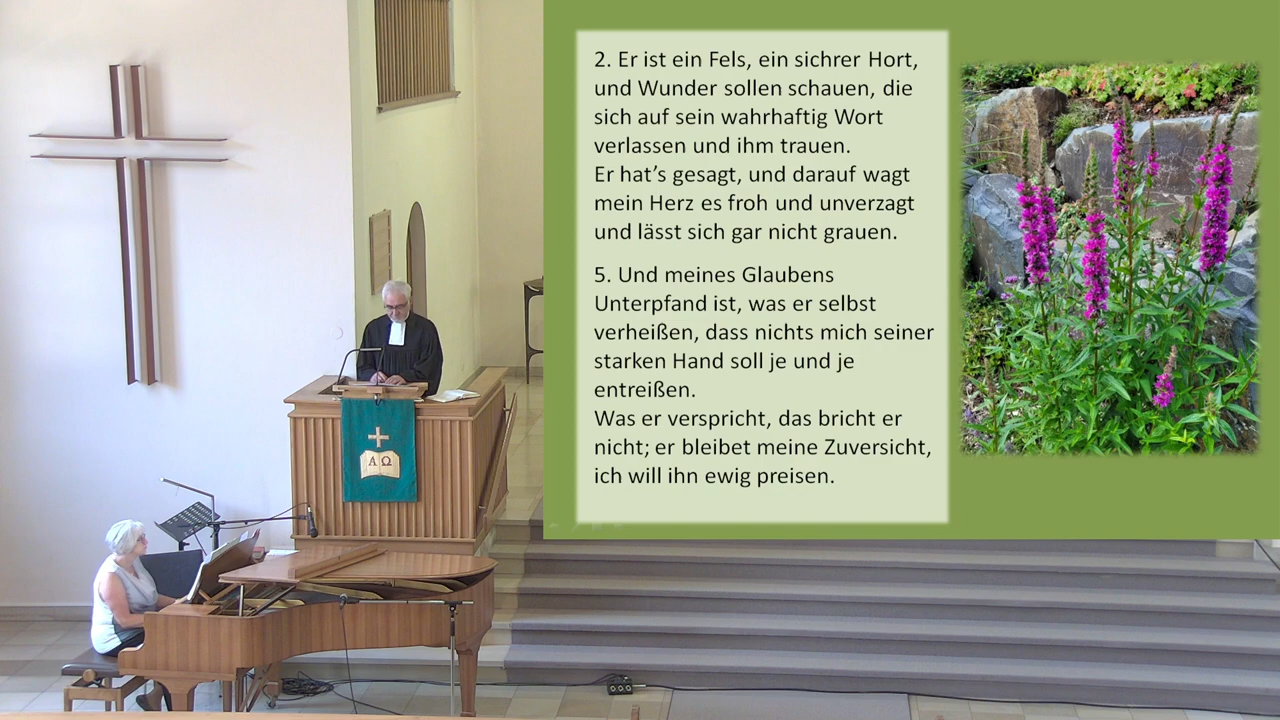 2. Er ist ein Fels, ein sichrer Hort,
und Wunder sollen schauen, die
sich auf sein wahrhaftig Wort
verlassen und ihm trauen.
Er hat’s gesagt, und darauf wagt
mein Herz es froh und unverzagt
und lässt sich gar nicht grauen.
5. Und meines Glaubens
Unterpfand ist, was er selbst
verheißen, dass nichts mich seiner
starken Hand soll je und je
entreißen.
Was er verspricht, das bricht er
nicht; er bleibet meine Zuversicht,
ich will ihn ewig preisen.
Α Ω